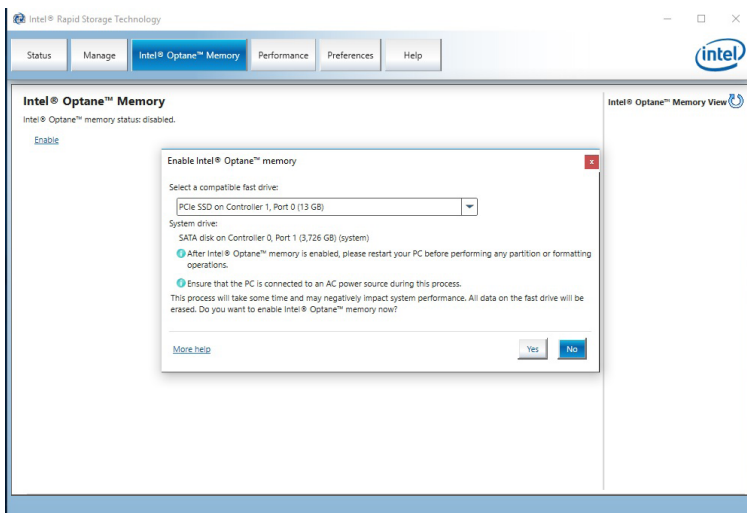 Intel® Rapid Storage Technology
Status
Manage
Intel® Optane™ Memory
Performance
Preferences
Help
intel
Intel® Optane™ Memory
Intel® Optane™ memory status: disabled.
Enable
Intel® Optane™ Memory View
Enable Intel® Optane™ memory
x
Select a compatible fast drive:
PCIe SSD on Controller 1, Port 0 (13 GB)
System drive:
SATA disk on Controller 0, Port 1 (3,726 GB) (system)
After Intel® Optane™ memory is enabled, please restart your PC before performing any partition or formatting
operations.
Ensure that the PC is connected to an AC power source during this process.
This process will take some time and may negatively impact system performance. All data on the fast drive will be
erased. Do you want to enable Intel® Optane™ memory now?
More help
Yes
No